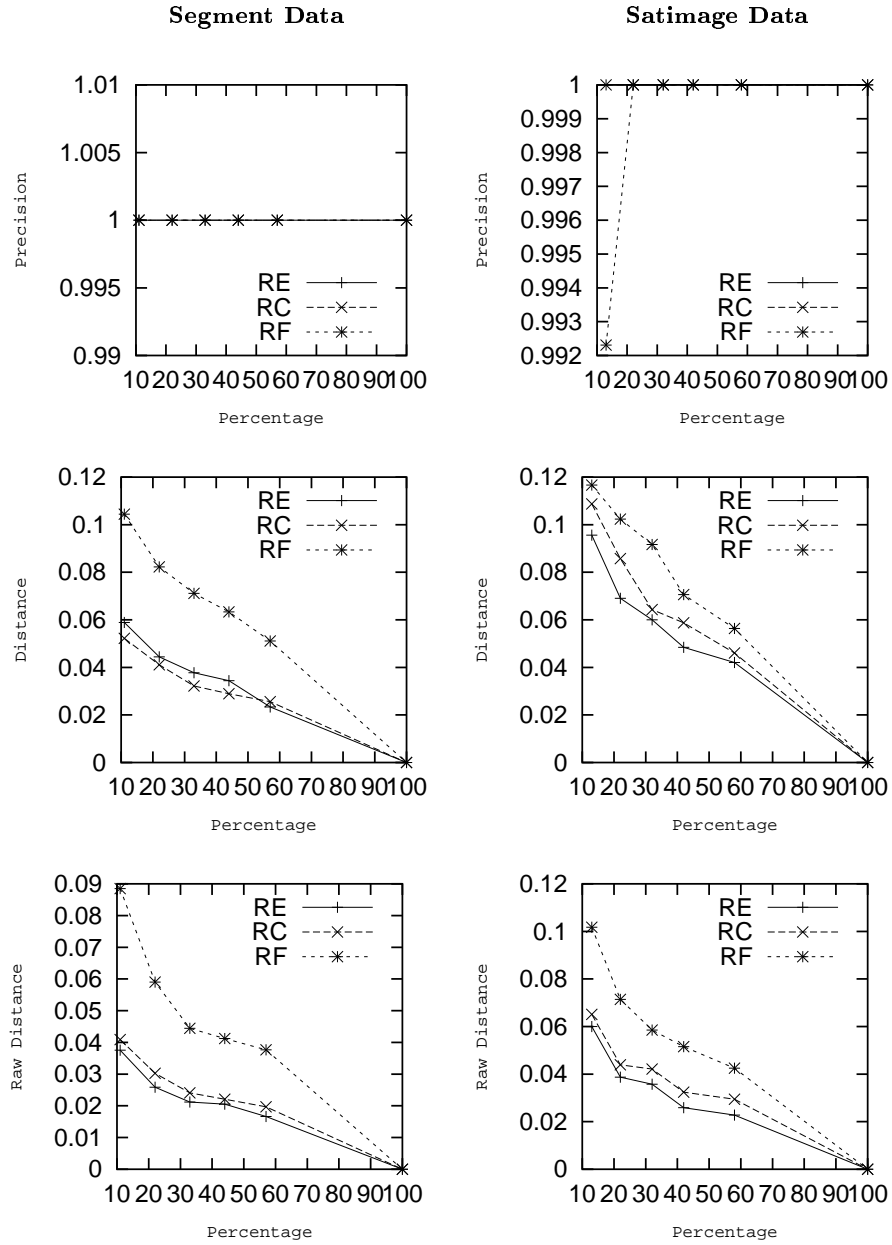 Segment Data
Satimage Data
1.01
1.005
1
0.995
0.99
Precision
RE
RC
RF
10 20 30 40 50 60 70 80 90 100
Percentage
1
0.999
0.998
0.997
0.996
0.995
0.994
0.993
0.992
Precision
RE
RC
RF
10 20 30 40 50 60 70 80 90 100
Percentage
0.12
0.1
0.08
0.06
0.04
0.02
0
Distance
RE
RC
RF
10 20 30 40 50 60 70 80 90 100
Percentage
0.12
0.1
0.08
0.06
0.04
0.02
0
Distance
RE
RC
RF
10 20 30 40 50 60 70 80 90 100
Percentage
0.09
0.08
0.07
0.06
0.05
0.04
0.03
0.02
0.01
0
Raw Distance
RE
RC
RF
10 20 30 40 50 60 70 80 90 100
Percentage
0.12
0.1
0.08
0.06
0.04
0.02
0
Raw Distance
RE
RC
RF
10 20 30 40 50 60 70 80 90 100
Percentage